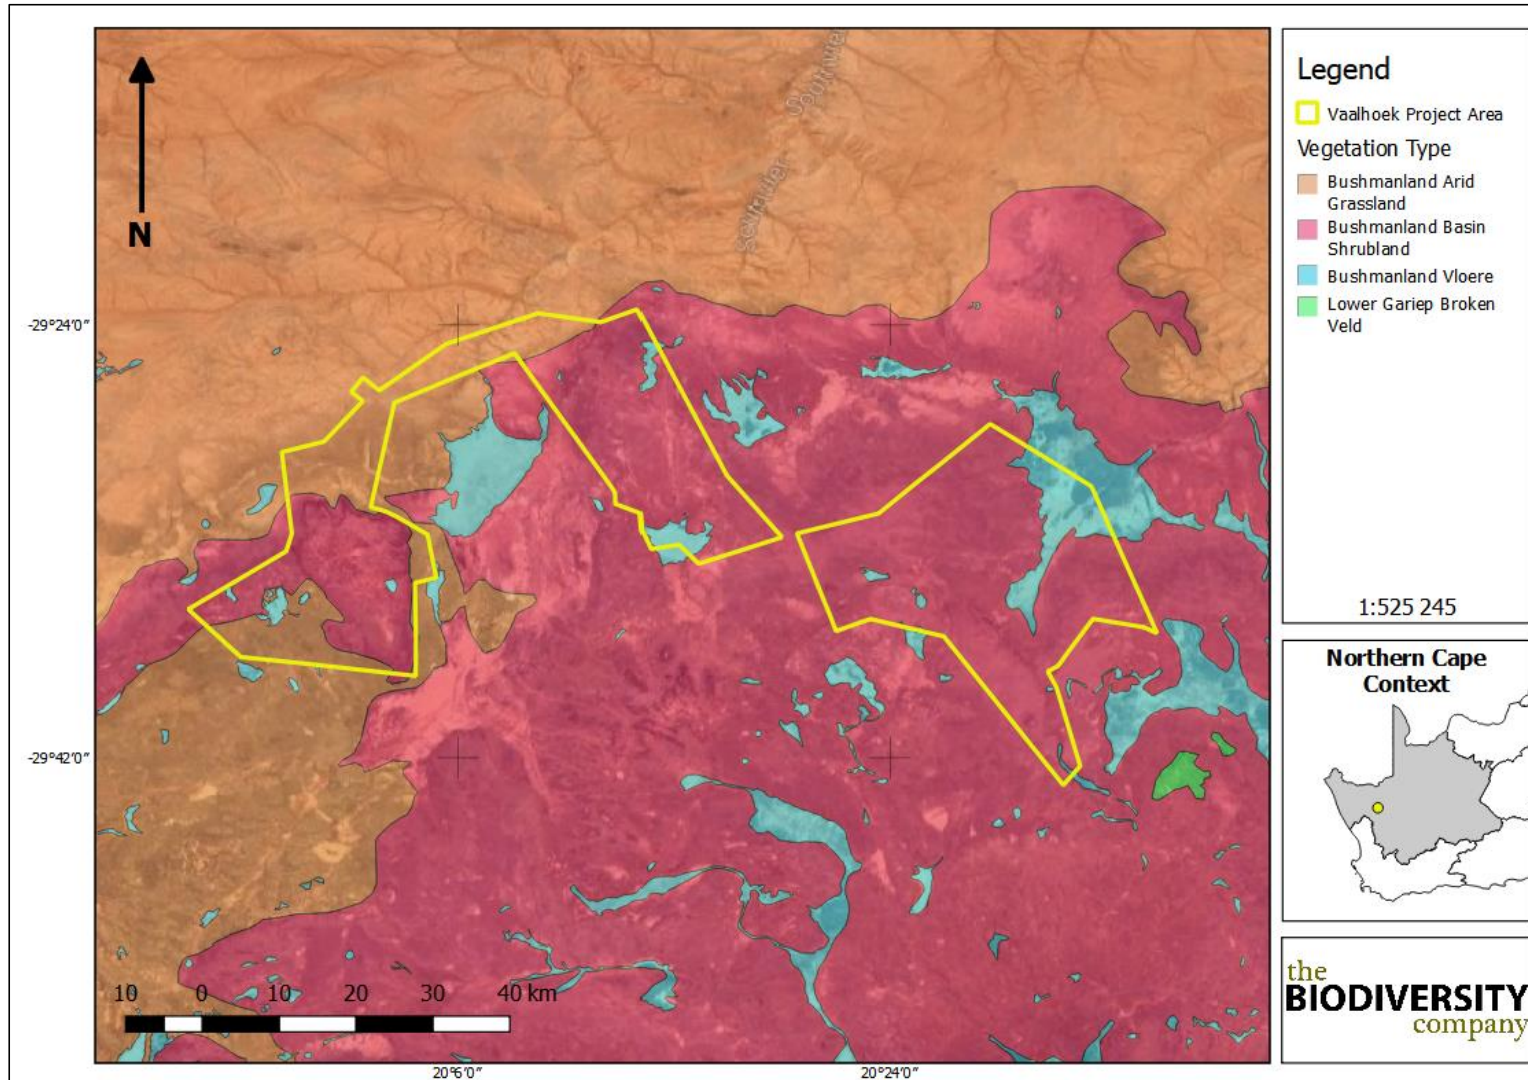 Legend
Vaalhoek Project Area
Vegetation Type
Bushmanland Arid
Grassland
Bushmanland Basin
Shrubland
Bushmanland Vloere
Lower Gariep Broken
Veld
1:525 245
Northern Cape
Context
the
BIODIVERSITY
company
N
-29°24'0"
-29°42'0"
10 0 10 20 30 40 km
20°6'0" 20°24'0"